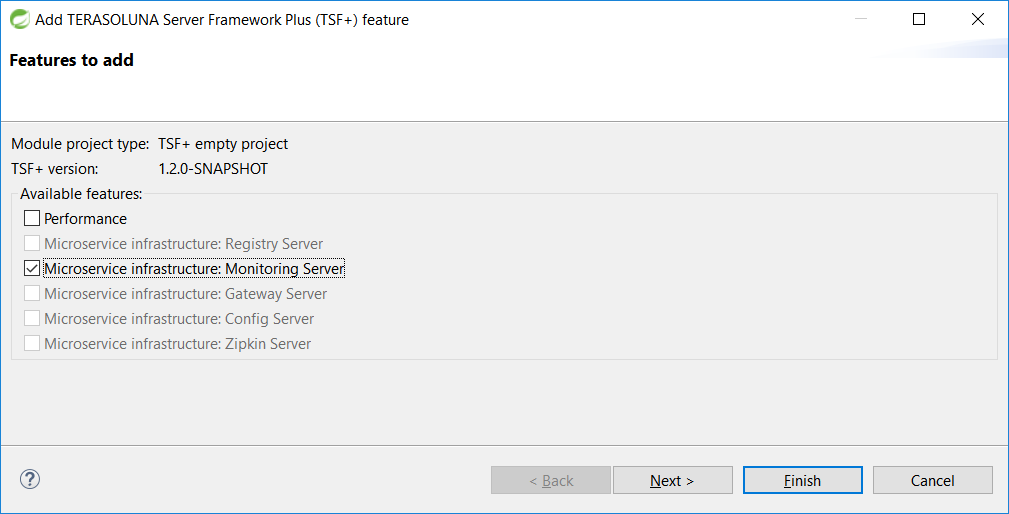 Add TERASOLUNA Server Framework Plus (TSF+) feature
Features to add
Module project type: TSF+ empty project
TSF+ version: 1.2.0-SNAPSHOT
Available features:
Performance
Microservice infrastructure: Registry Server
Microservice infrastructure: Monitoring Server
Microservice infrastructure: Gateway Server
Microservice infrastructure: Config Server
Microservice infrastructure: Zipkin Server
? < Back Next > Finish Cancel